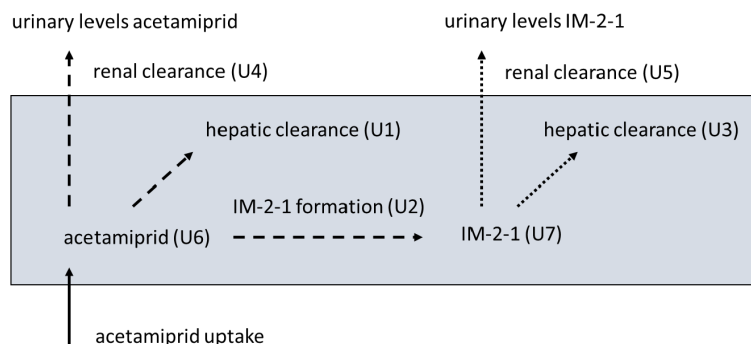 urinary levels acetamiprid
urinary levels IM-2-1
renal clearance (U4)
renal clearance (U5)
hepatic clearance (U1)
hepatic clearance (U3)
IM-2-1 formation (U2)
acetamiprid (U6)
IM-2-1 (U7)
acetamiprid uptake